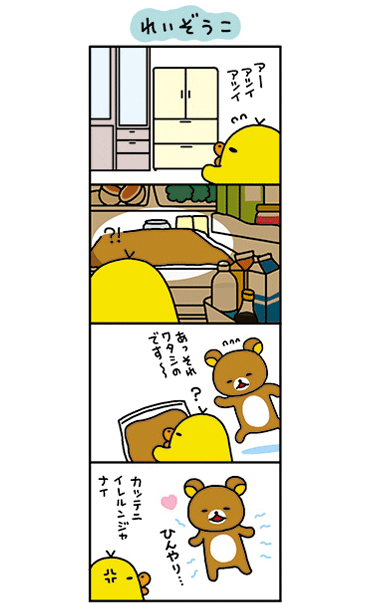 れいぞうこ
アー
アツイ
アツイ
?!
あっそれ
ワタシの
です〜
?
ひんやり…
カッテニ
イレルンジャ
ナイ